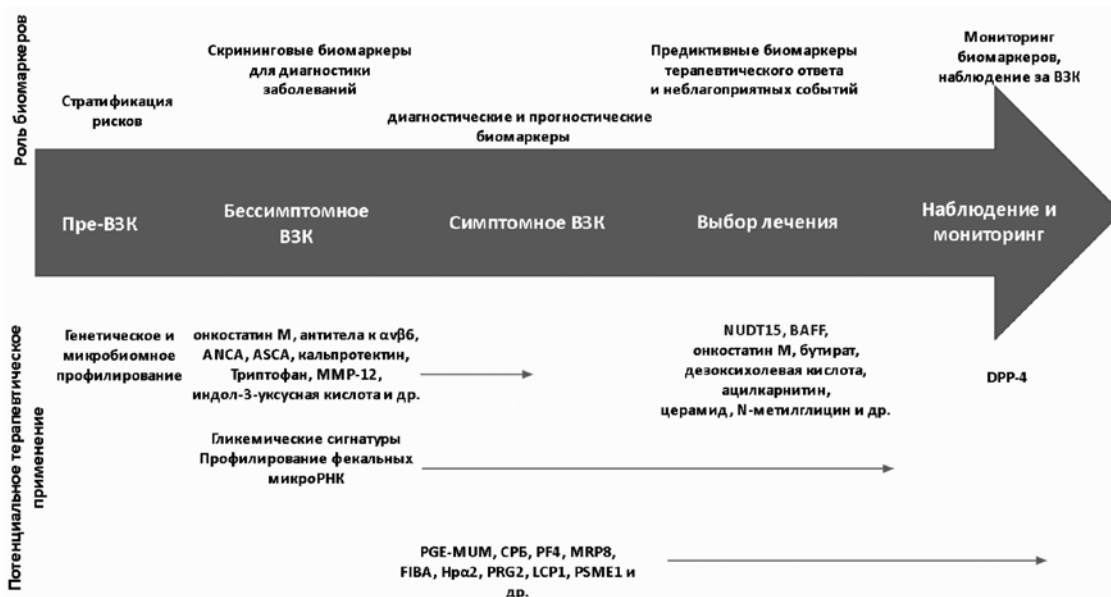 Роль биомаркеров
Стратификация
рисков
Скрининговые биомаркеры
для диагностики
заболеваний
диагностические и прогностические
биомаркеры
Предиктивные биомаркеры
терапевтического ответа
и неблагоприятных событий
Мониторинг
биомаркеров,
наблюдение за ВЗК
Пре-ВЗК
Бессимптомное
ВЗК
Симптомное ВЗК
Выбор лечения
Наблюдение и
мониторинг
Потенциальное терапевтическое
применение
Генетическое и
микробиомное
профилирование
онкостатин М, антитела к αvβ6,
ANCA, ASCA, кальпротектин,
Триптофан, ММР-12,
индол-3-уксусная кислота и др.
NUDT15, BAFF,
онкостатин М, бутират,
дезоксихолевая кислота,
ацилкарнитин,
церамид, N-метилглицин и др.
DPP-4
Гликемические сигнатуры
Профилирование фекальных
микроРНК
PGE-MUM, СРБ, PF4, MRP8,
FIBA, Hpα2, PRG2, LCP1, PSME1 и
др.